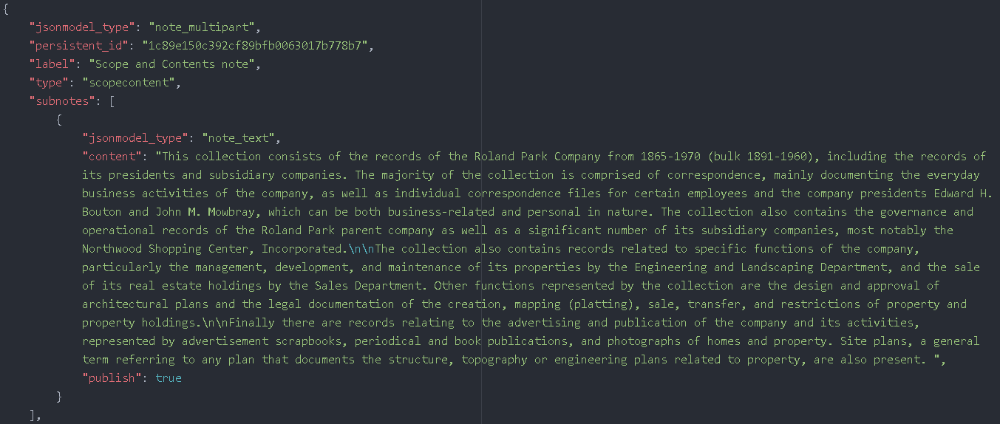 {
"jsonmodel_type": "note_multipart",
"persistent_id": "1c89e150c392cf89bfb0063017b778b7",
"label": "Scope and Contents note",
"type": "scopecontent",
"subnotes": [
{
"jsonmodel_type": "note_text",
"content": "This collection consists of the records of the Roland Park Company from 1865-1970 (bulk 1891-1960), including the records of
its presidents and subsidiary companies. The majority of the collection is comprised of correspondence, mainly documenting the everyday
business activities of the company, as well as individual correspondence files for certain employees and the company presidents Edward H.
Bouton and John M. Mowbray, which can be both business-related and personal in nature. The collection also contains the governance and
operational records of the Roland Park parent company as well as a significant number of its subsidiary companies, most notably the
Northwood Shopping Center, Incorporated.\n\nThe collection also contains records related to specific functions of the company,
particularly the management, development, and maintenance of its properties by the Engineering and Landscaping Department, and the sale
of its real estate holdings by the Sales Department. Other functions represented by the collection are the design and approval of
architectural plans and the legal documentation of the creation, mapping (platting), sale, transfer, and restrictions of property and
property holdings.\n\nFinally there are records relating to the advertising and publication of the company and its activities,
represented by advertisement scrapbooks, periodical and book publications, and photographs of homes and property. Site plans, a general
term referring to any plan that documents the structure, topography or engineering plans related to property, are also present. ",
"publish": true
}
],